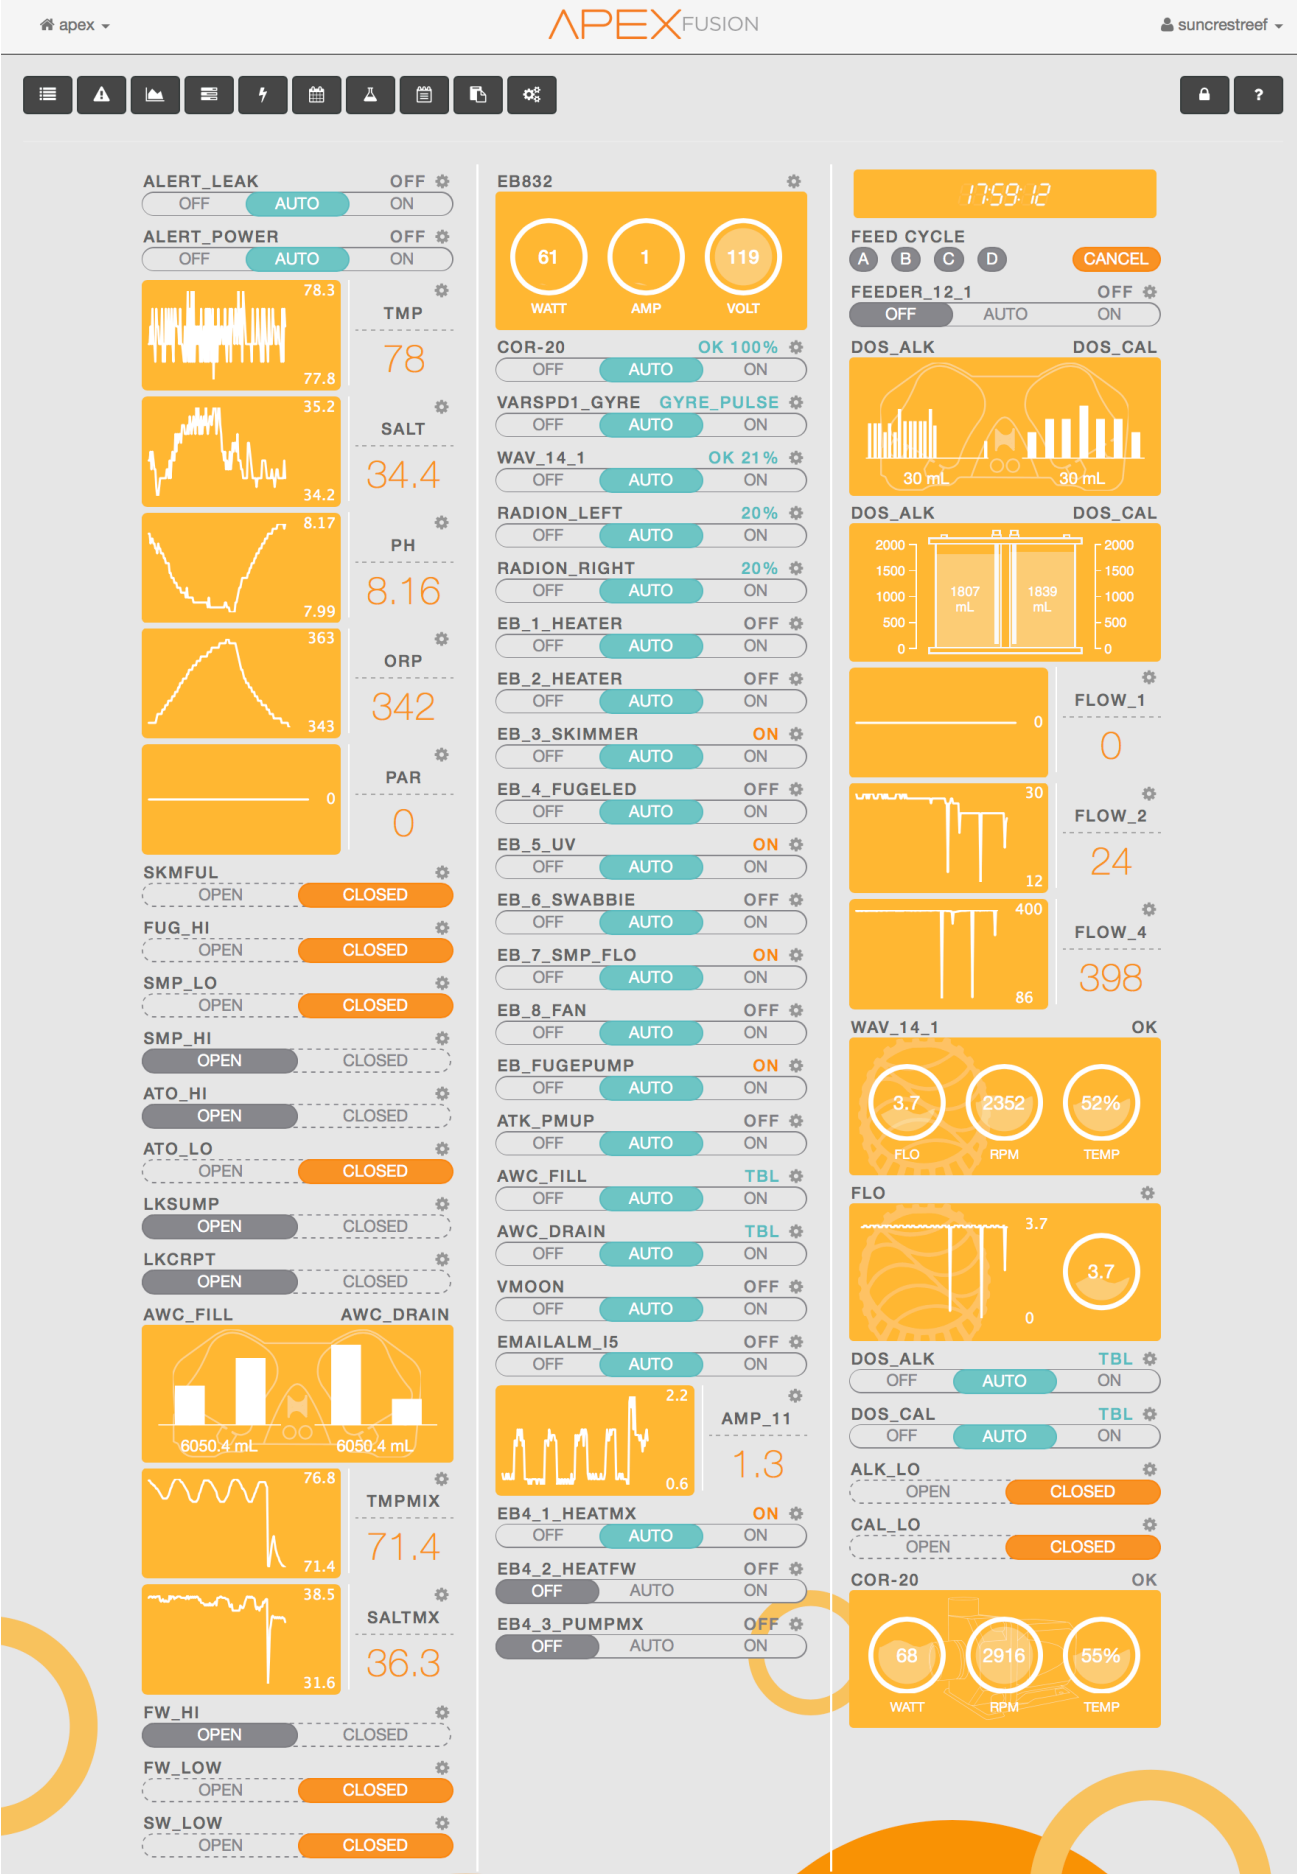 apex
APEX FUSION
suncrestreef
?
ALERT_LEAK OFF
OFF AUTO ON
ALERT_POWER OFF
OFF AUTO ON
78.3
77.8
TMP
78
35.2
34.2
SALT
34.4
8.17
7.99
PH
8.16
363
343
ORP
342
0
PAR
0
SKMFUL
OPEN CLOSED
FUG_HI
OPEN CLOSED
SMP_LO
OPEN CLOSED
SMP_HI
OPEN CLOSED
ATO_HI
OPEN CLOSED
ATO_LO
OPEN CLOSED
LKSUMP
OPEN CLOSED
LKCRPT
OPEN CLOSED
AWC_FILL AWC_DRAIN
6050.4 mL 6050.4 mL
76.8
71.4
TMPMIX
71.4
38.5
31.6
SALTMX
36.3
FW_HI
OPEN CLOSED
FW_LOW
OPEN CLOSED
SW_LOW
OPEN CLOSED
EB832
61 1 119
WATT AMP VOLT
COR-20 OK 100%
OFF AUTO ON
VARSPD1_GYRE GYRE_PULSE
OFF AUTO ON
WAV_14_1 OK 21%
OFF AUTO ON
RADION_LEFT 20%
OFF AUTO ON
RADION_RIGHT 20%
OFF AUTO ON
EB_1_HEATER OFF
OFF AUTO ON
EB_2_HEATER OFF
OFF AUTO ON
EB_3_SKIMMER ON
OFF AUTO ON
EB_4_FUGELED OFF
OFF AUTO ON
EB_5_UV ON
OFF AUTO ON
EB_6_SWABBIE OFF
OFF AUTO ON
EB_7_SMP_FLO ON
OFF AUTO ON
EB_8_FAN OFF
OFF AUTO ON
EB_FUGEPUMP ON
OFF AUTO ON
ATK_PMUP OFF
OFF AUTO ON
AWC_FILL TBL
OFF AUTO ON
AWC_DRAIN TBL
OFF AUTO ON
VMOON OFF
OFF AUTO ON
EMAILALM_I5 OFF
OFF AUTO ON
2.2
0.6
AMP_11
1.3
EB4_1_HEATMX ON
OFF AUTO ON
EB4_2_HEATFW OFF
OFF AUTO ON
EB4_3_PUMPMX OFF
OFF AUTO ON
17:59:12
FEED CYCLE
A B C D CANCEL
FEEDER_12_1 OFF
OFF AUTO ON
DOS_ALK DOS_CAL
30 mL 30 mL
DOS_ALK DOS_CAL
2000 2000
1500 1500
1000 1807 mL 1839 mL 1000
500 500
0 0
0
FLOW_1
0
30
12
FLOW_2
24
400
86
FLOW_4
398
WAV_14_1 OK
3.7 2352 52%
FLO RPM TEMP
FLO
3.7
3.7
0
DOS_ALK TBL
OFF AUTO ON
DOS_CAL TBL
OFF AUTO ON
ALK_LO
OPEN CLOSED
CAL_LO
OPEN CLOSED
COR-20 OK
68 2916 55%
WATT RPM TEMP